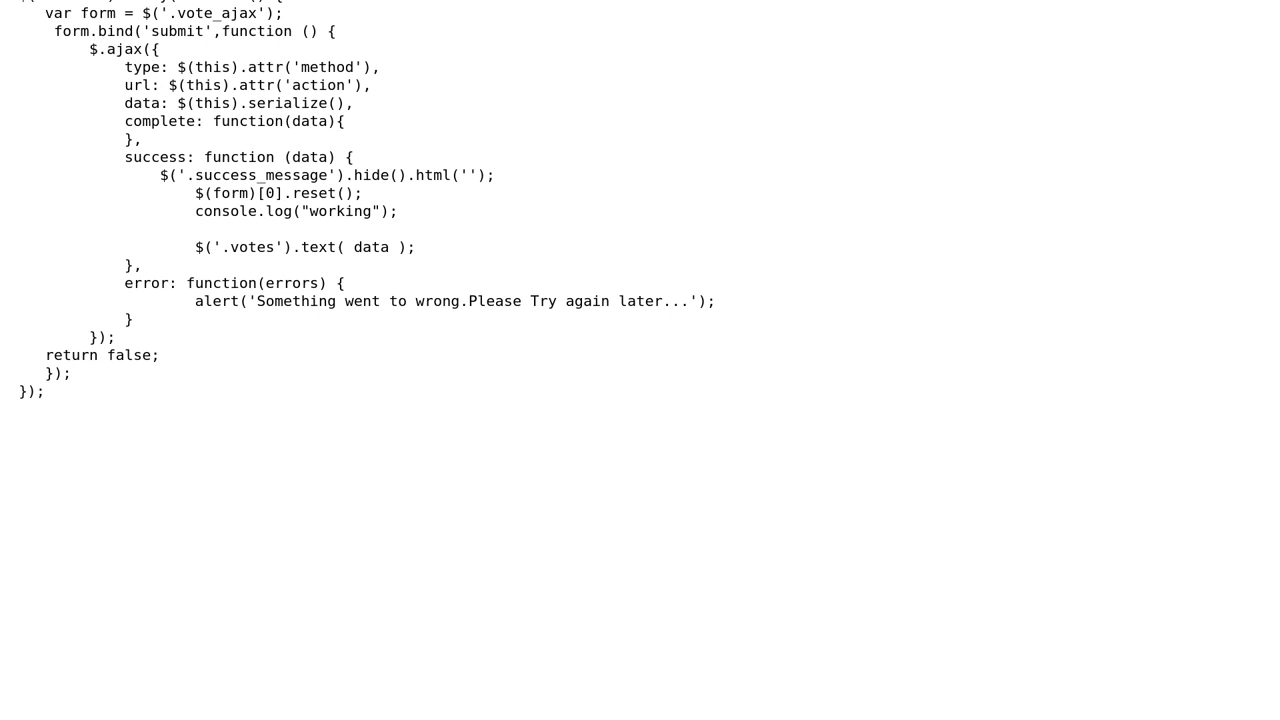 var form = $('.vote_ajax');
form.bind('submit',function () {
$.ajax({
type: $(this).attr('method'),
url: $(this).attr('action'),
data: $(this).serialize(),
complete: function(data){
},
success: function (data) {
$('.success_message').hide().html('');
$(form)[0].reset();
console.log("working");
$('.votes').text( data );
},
error: function(errors) {
alert('Something went to wrong.Please Try again later...');
}
});
return false;
});
});